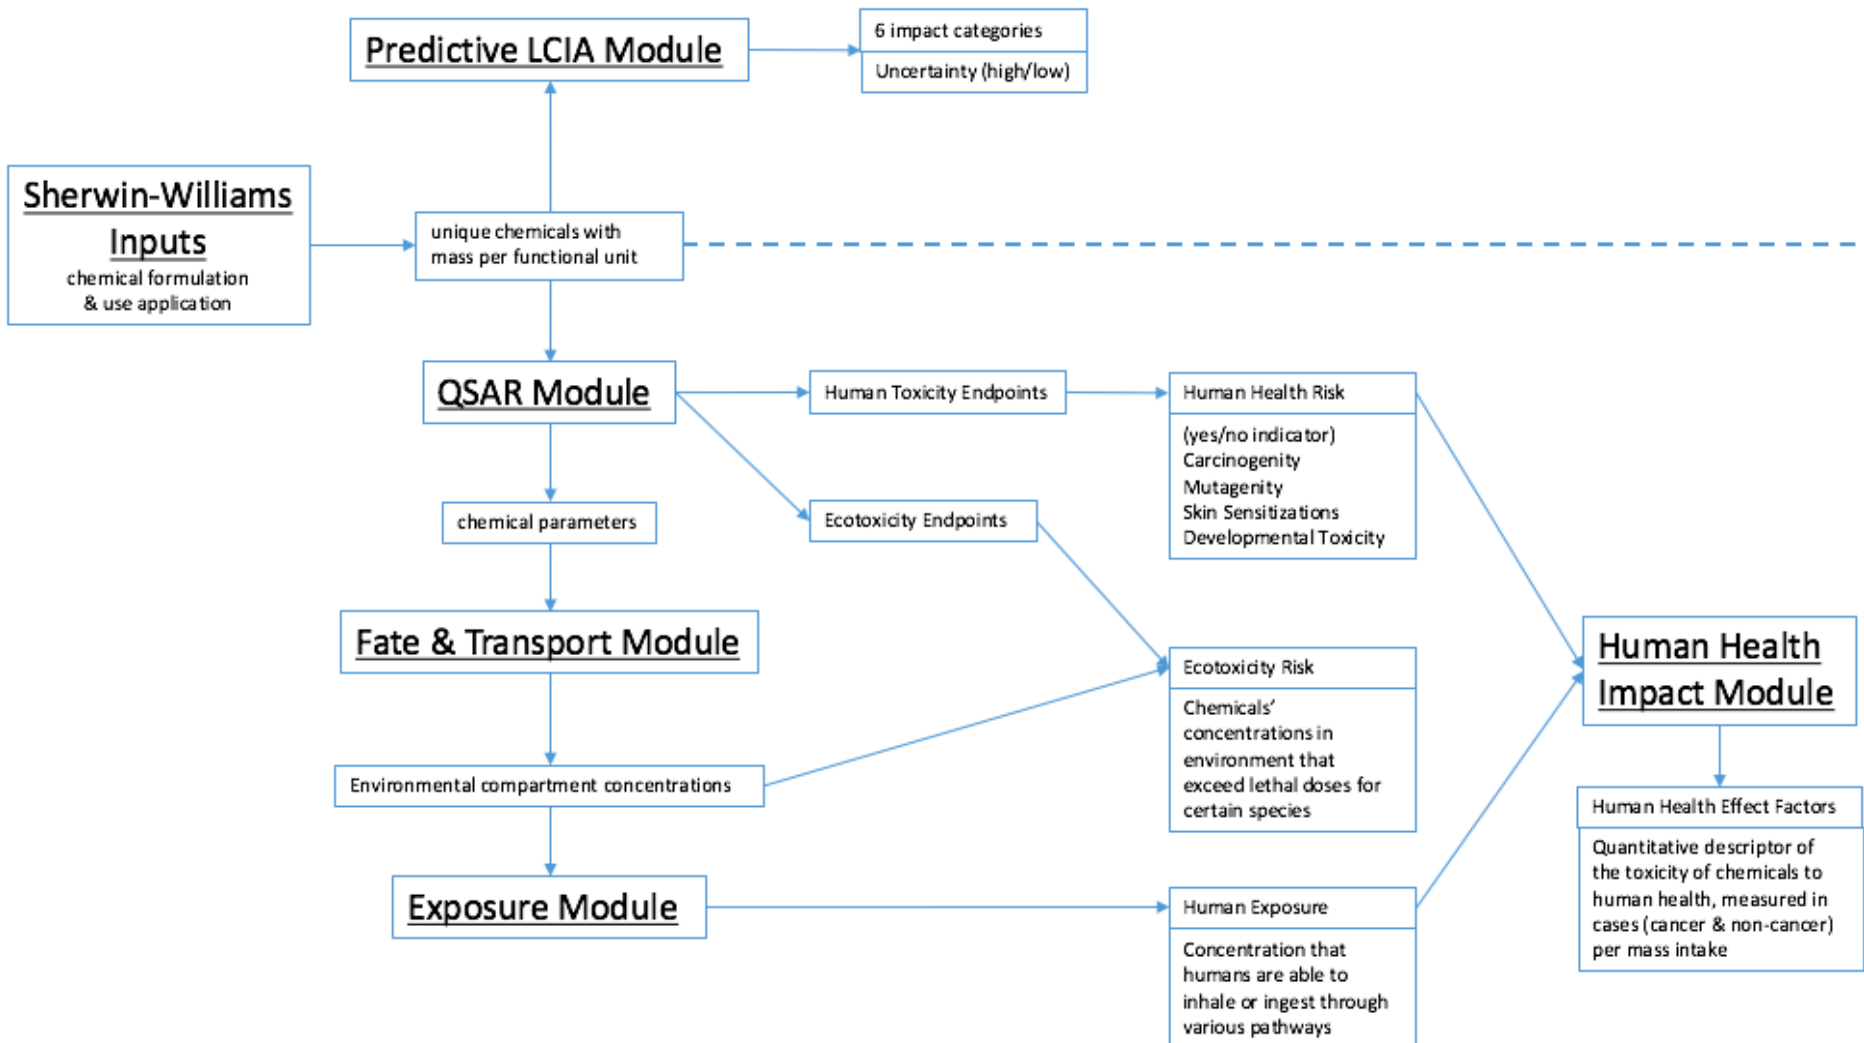 Predictive LCIA Module
6 impact categories
Uncertainty (high/low)
Sherwin-Williams
Inputs
chemical formulation
& use application
unique chemicals with
mass per functional unit
QSAR Module
Human Toxicity Endpoints
Human Health Risk
(yes/no indicator)
Carcinogenity
Mutagenity
Skin Sensitizations
Developmental Toxicity
chemical parameters
Ecotoxicity Endpoints
Fate & Transport Module
Ecotoxicity Risk
Chemicals'
concentrations in
environment that
exceed lethal doses for
certain species
Human Health
Impact Module
Environmental compartment concentrations
Human Health Effect Factors
Quantitative descriptor of
the toxicity of chemicals to
human health, measured in
cases (cancer & non-cancer)
per mass intake
Exposure Module
Human Exposure
Concentration that
humans are able to
inhale or ingest through
various pathways